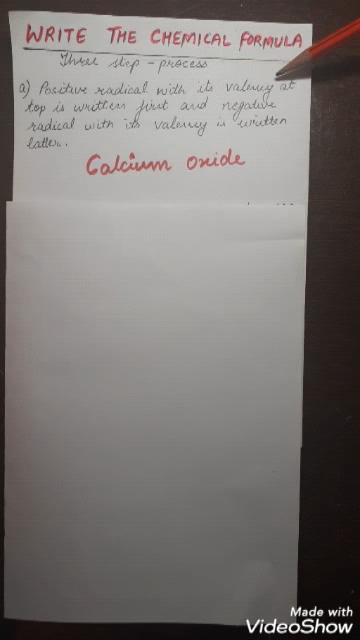 WRITE THE CHEMICAL FORMULA
Three step - process
a) Positive radical with its valency at
top is written first and negative
radical with its valency is written
latter.
Calcium oxide
Made with
VideoShow